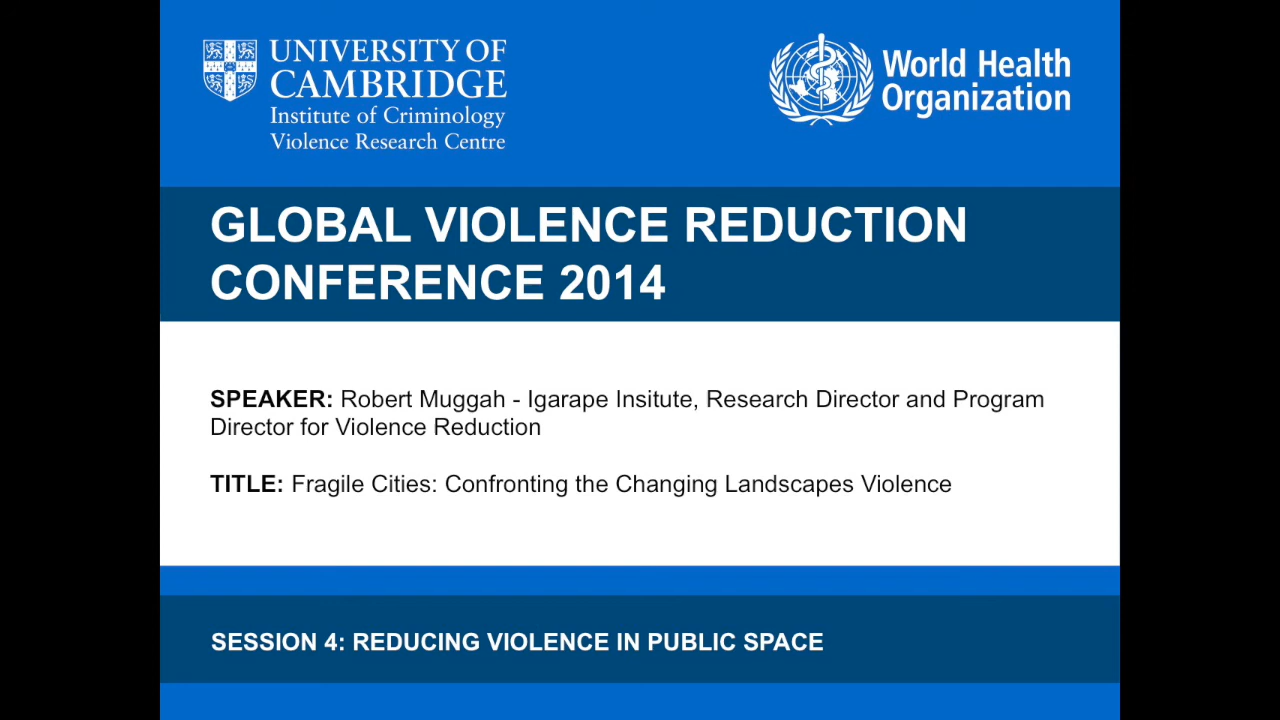 UNIVERSITY OF
CAMBRIDGE
Institute of Criminology
Violence Research Centre
World Health
Organization
GLOBAL VIOLENCE REDUCTION
CONFERENCE 2014
SPEAKER: Robert Muggah - Igarape Insitute, Research Director and Program
Director for Violence Reduction
TITLE: Fragile Cities: Confronting the Changing Landscapes Violence
SESSION 4: REDUCING VIOLENCE IN PUBLIC SPACE